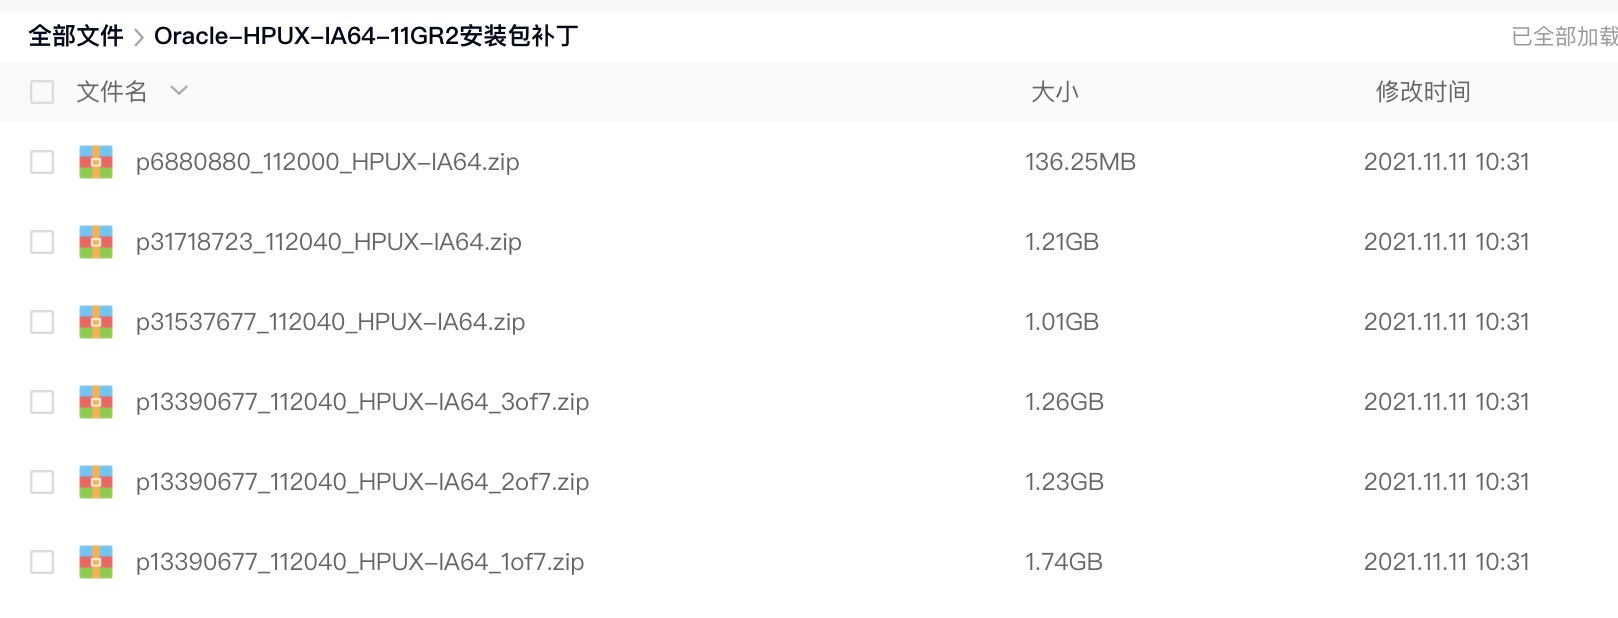 全部文件 > Oracle-HPUX-IA64-11GR2安装包补丁 已全部加载
文件名 大小 修改时间
p6880880_112000_HPUX-IA64.zip 136.25MB 2021.11.11 10:31
p31718723_112040_HPUX-IA64.zip 1.21GB 2021.11.11 10:31
p31537677_112040_HPUX-IA64.zip 1.01GB 2021.11.11 10:31
p13390677_112040_HPUX-IA64_3of7.zip 1.26GB 2021.11.11 10:31
p13390677_112040_HPUX-IA64_2of7.zip 1.23GB 2021.11.11 10:31
p13390677_112040_HPUX-IA64_1of7.zip 1.74GB 2021.11.11 10:31